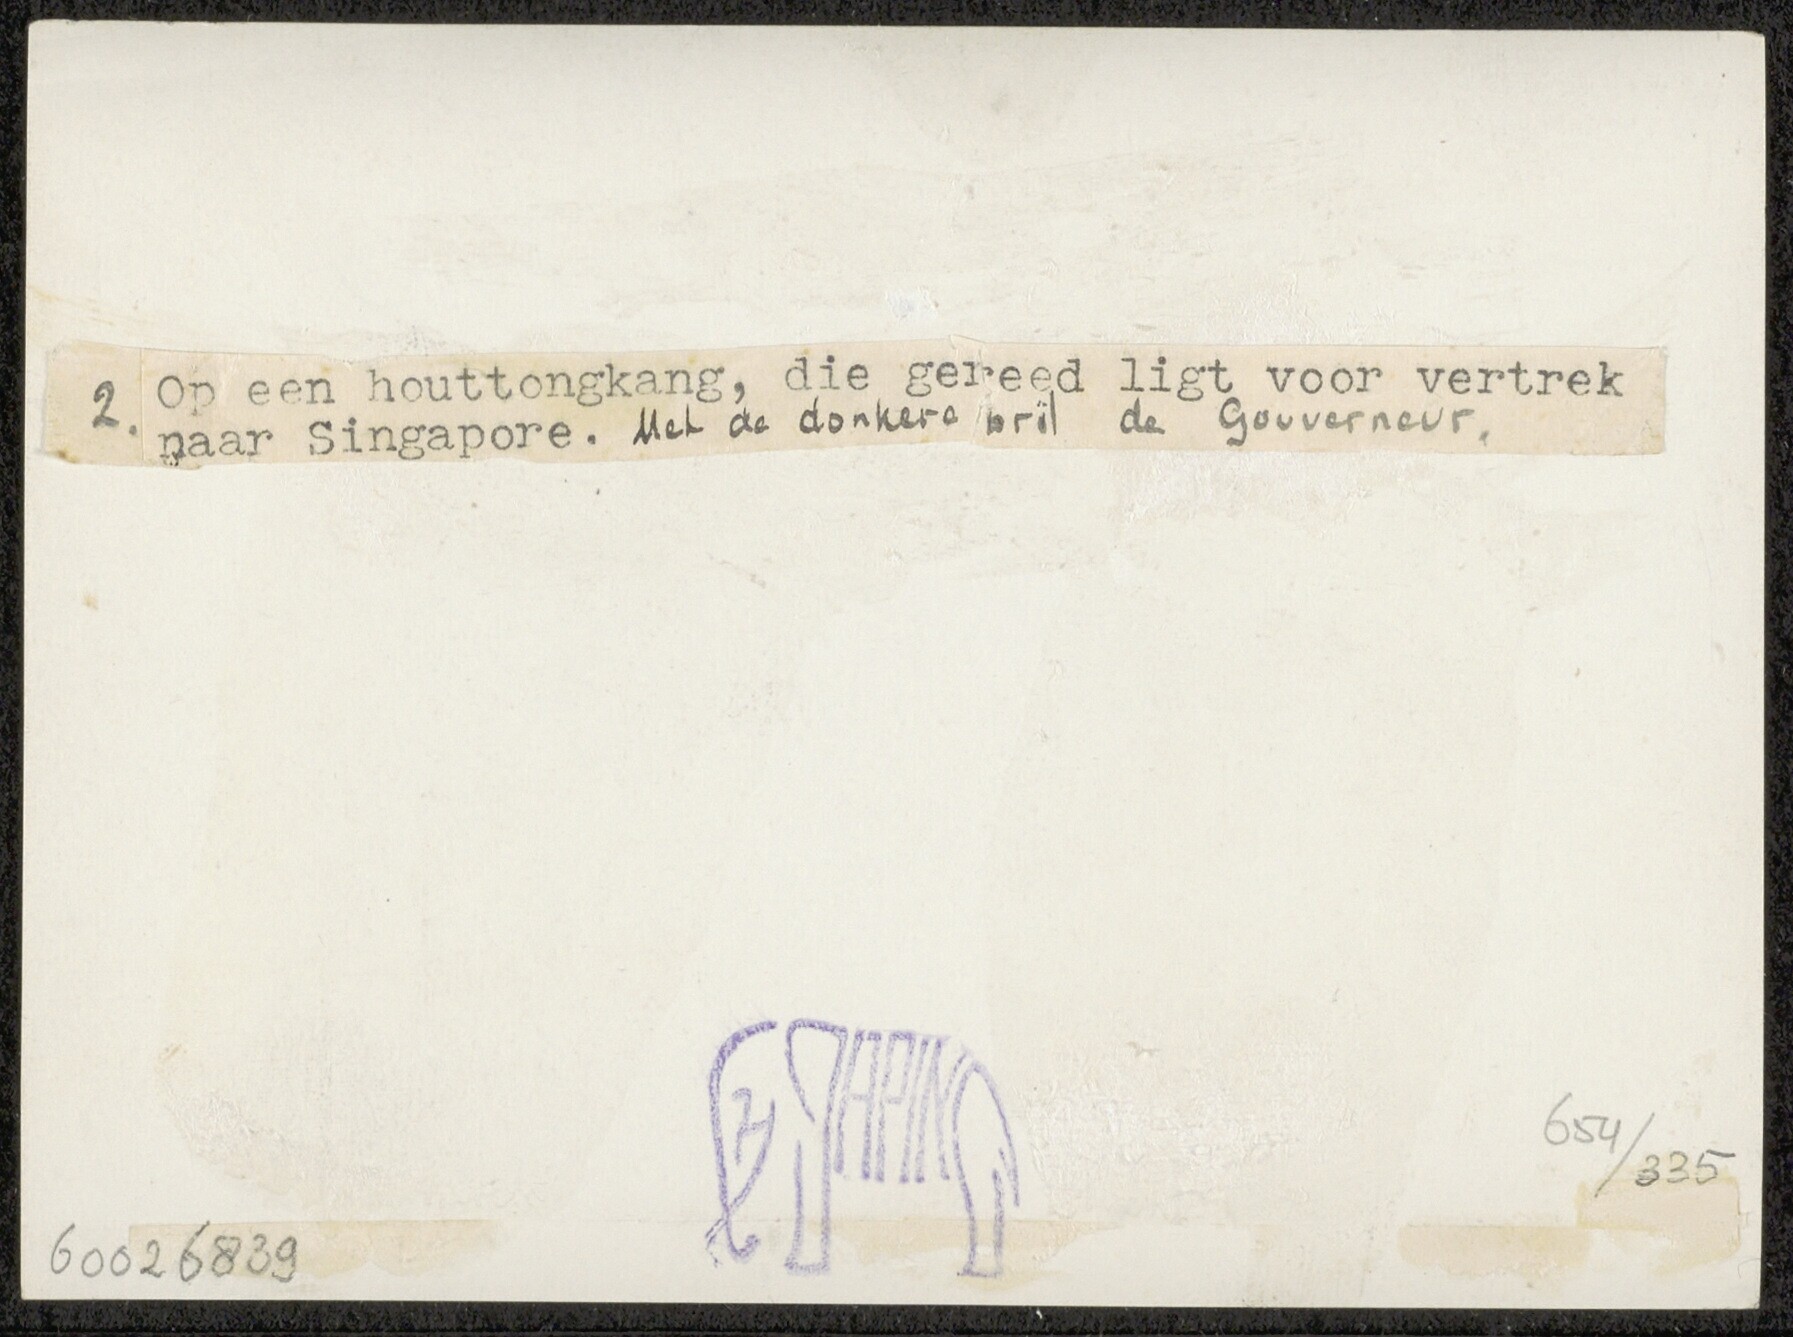 2. Op een houttongkang, die gereed ligt voor vertrek
naar Singapore. Met de donkere bril de Gouverneur.
JAPING
654/335
60026839